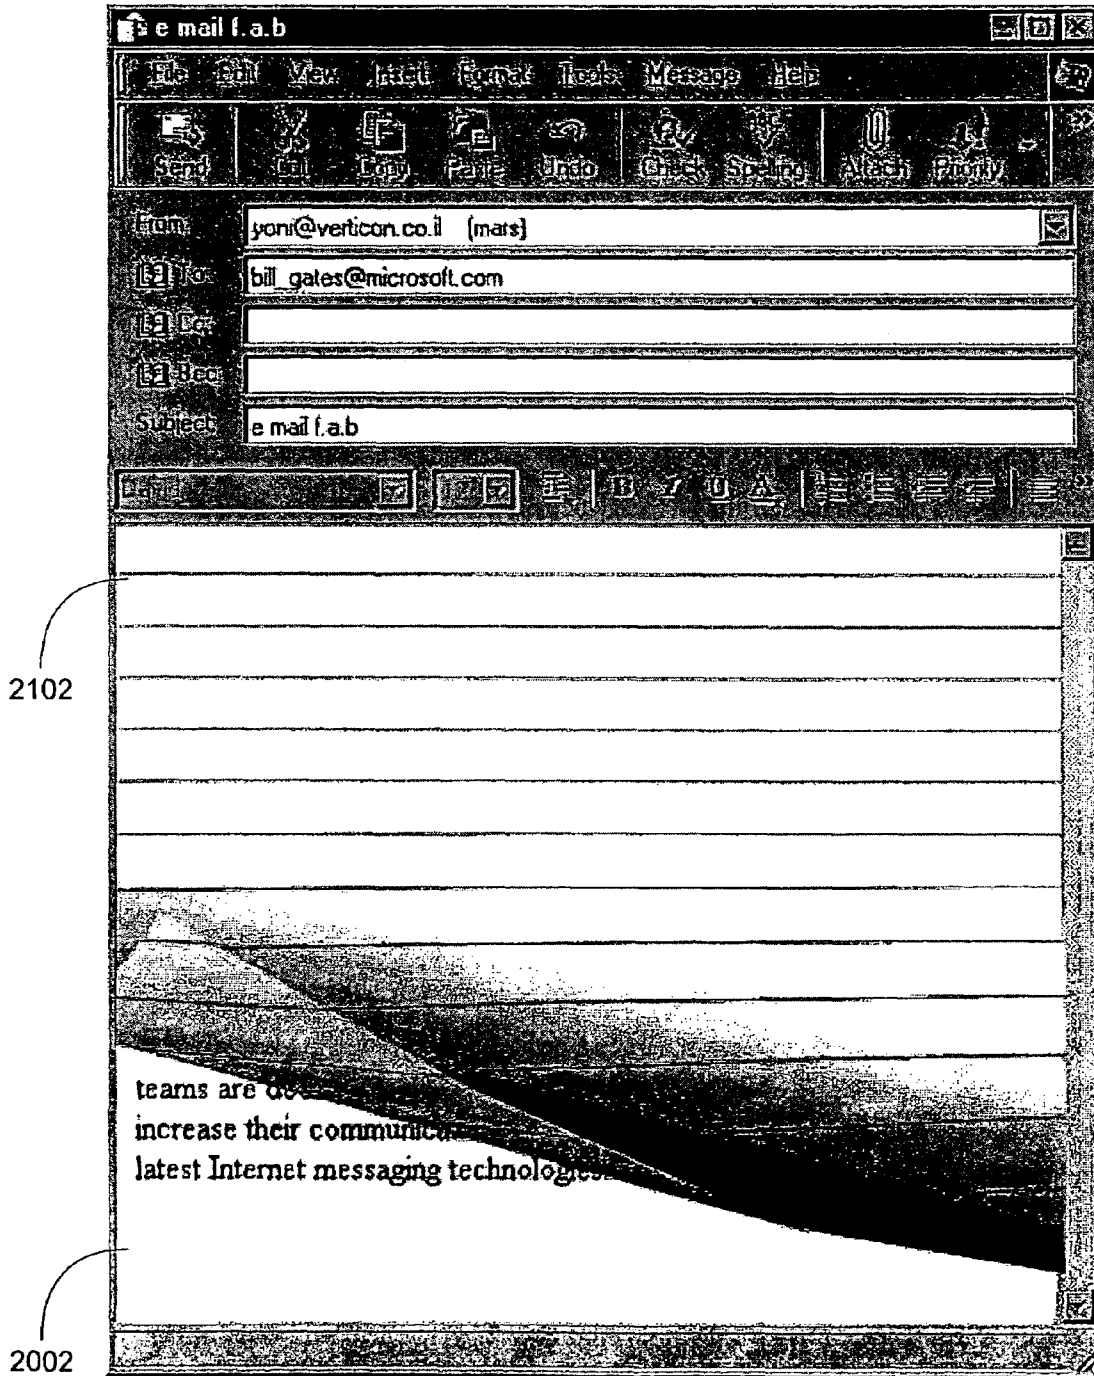 e mail f.a.b
File Edit View Insert Format Tools Message Help
Send Cut Copy Paste Undo Check Spelling Attach Priority
From: yoni@verticon.co.il (mats)
To: bill_gates@microsoft.com
Cc:
Bcc:
Subject: e mail f.a.b
B I U A
2102
teams are
increase their
latest Internet messaging technologies
2002